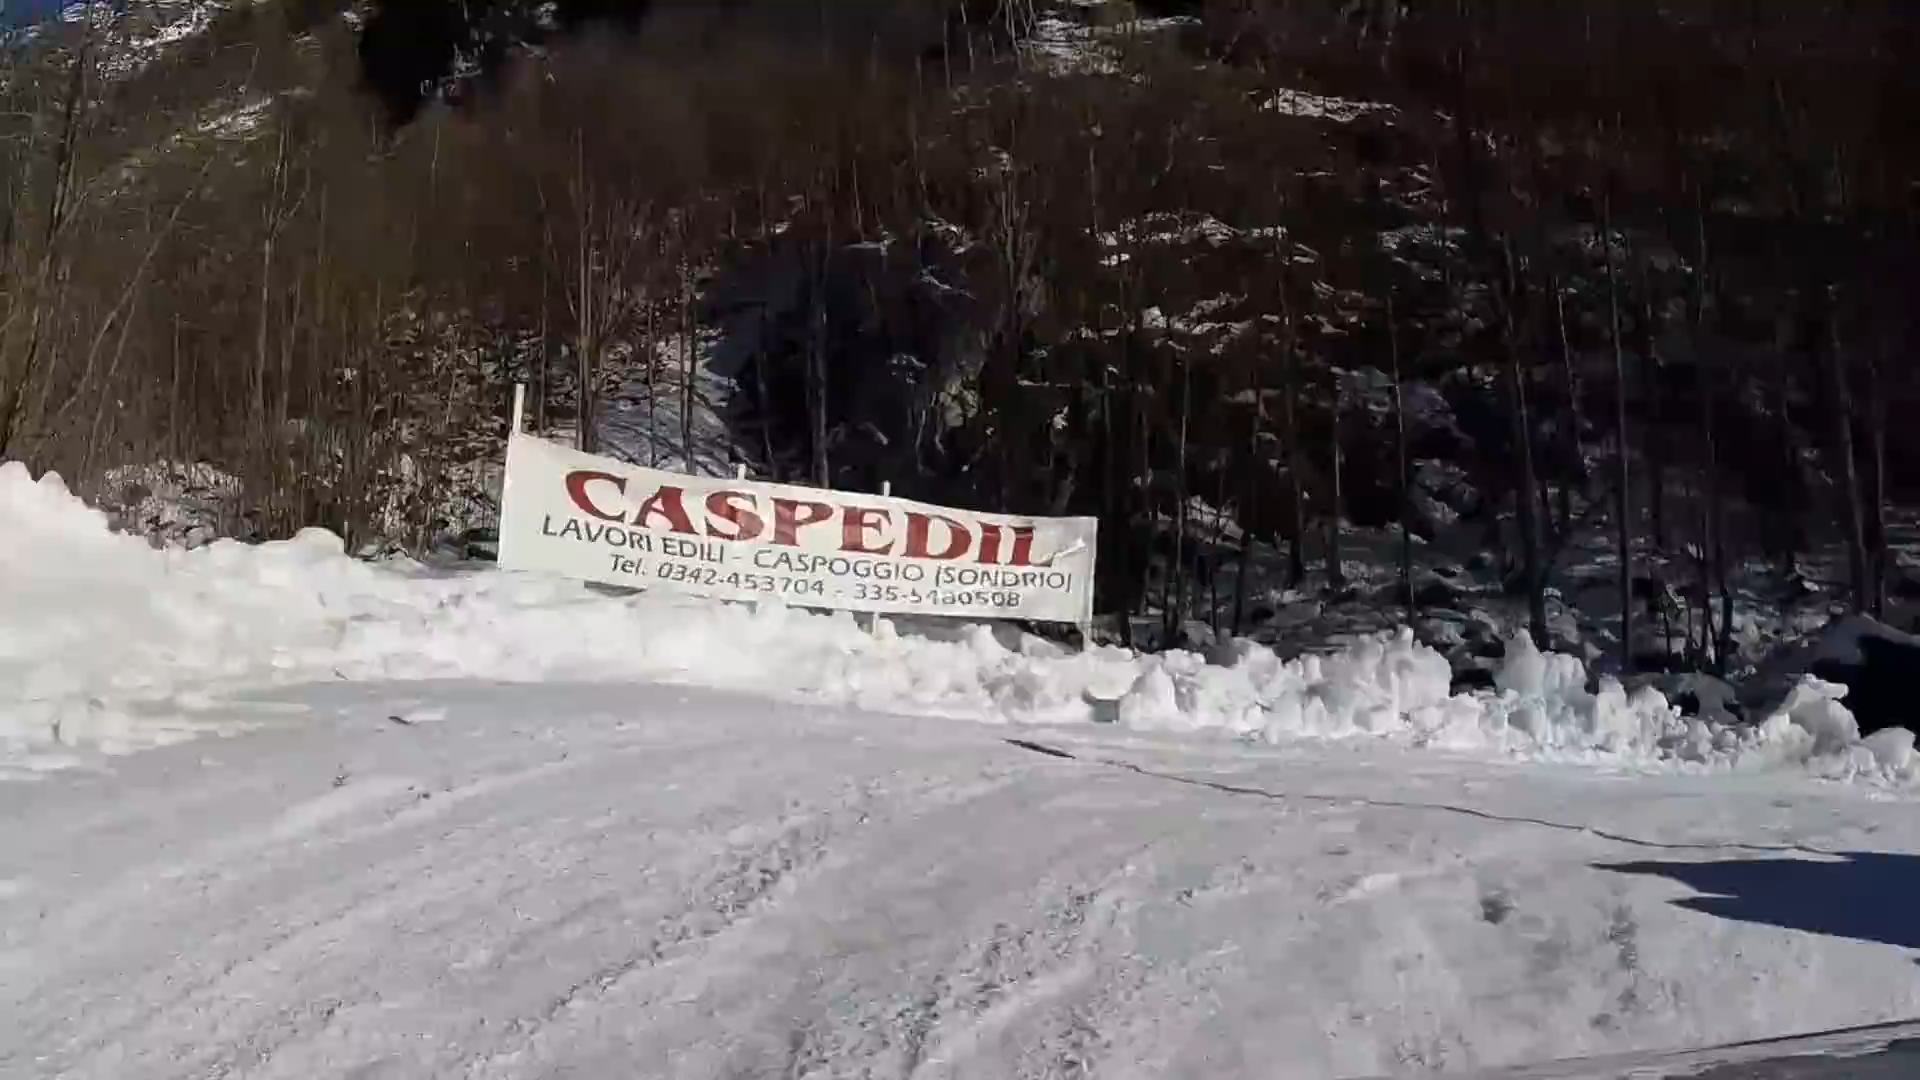 CASPEDIL
LAVORI EDILI - CASPOGGIO (SONDRIO)
Tel. 0342-453704 -